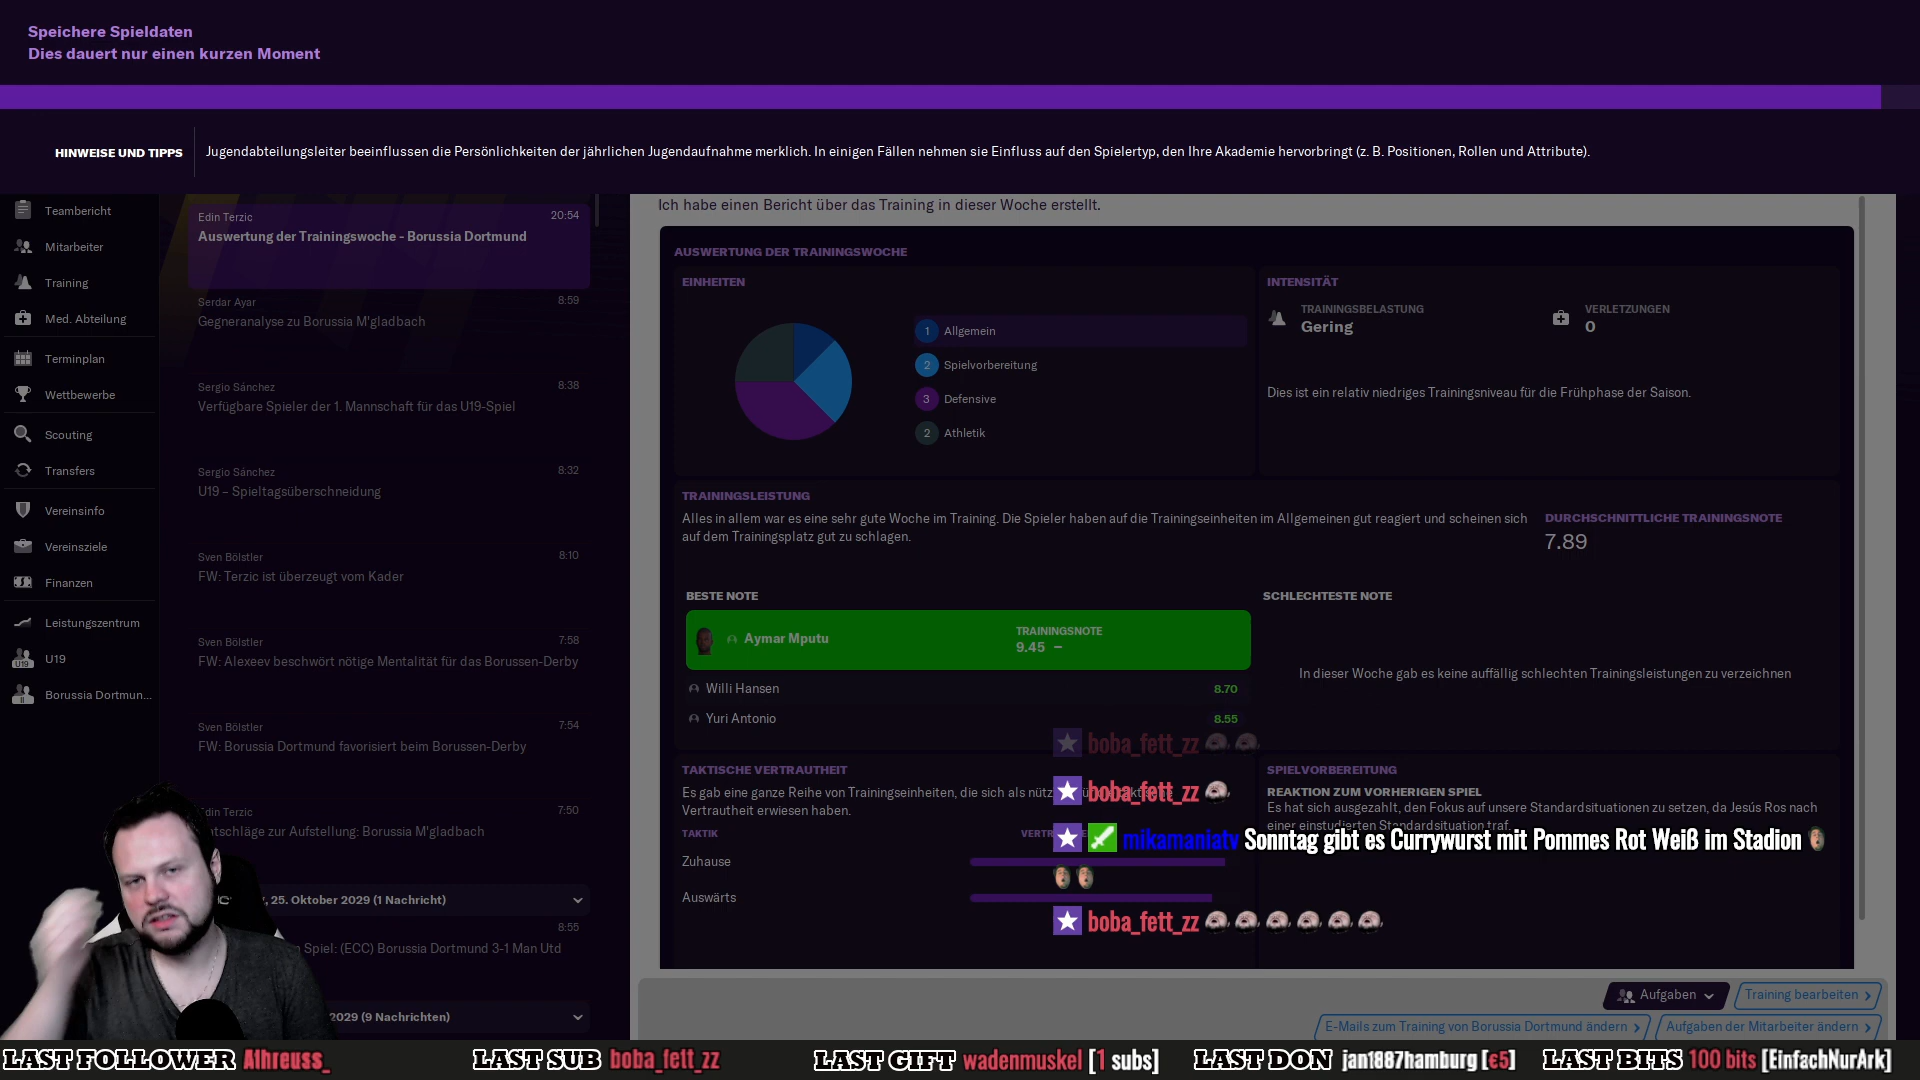 Speichere Spieldaten
Dies dauert nur einen kurzen Moment
HINWEISE UND TIPPS
Jugendabteilungsleiter beeinflussen die Persönlichkeiten der jährlichen Jugendaufnahme merklich. In einigen Fällen nehmen sie Einfluss auf den Spielertyp, den Ihre Akademie hervorbringt (z. B. Positionen, Rollen und Attribute).
Teambericht
Mitarbeiter
Training
Med. Abteilung
Terminplan
Wettbewerbe
Scouting
Transfers
Vereinsinfo
Vereinsziele
Finanzen
Leistungszentrum
U19
U19
Borussia Dortmun...
II
Edin Terzic 20:54
Auswertung der Trainingswoche - Borussia Dortmund
Serdar Ayar 8:59
Gegneranalyse zu Borussia M'gladbach
Sergio Sánchez 8:38
Verfügbare Spieler der 1. Mannschaft für das U19-Spiel
Sergio Sánchez 8:32
U19 – Spieltagsüberschneidung
Sven Bölstler 8:10
FW: Terzic ist überzeugt vom Kader
Sven Bölstler 7:58
FW: Alexeev beschwört nötige Mentalität für das Borussen-Derby
Sven Bölstler 7:54
FW: Borussia Dortmund favorisiert beim Borussen-Derby
Edin Terzic 7:50
atschläge zur Aufstellung: Borussia M'gladbach
, 25. Oktober 2029 (1 Nachricht)
8:55
Spiel: (ECC) Borussia Dortmund 3-1 Man Utd
2029 (9 Nachrichten)
Ich habe einen Bericht über das Training in dieser Woche erstellt.
AUSWERTUNG DER TRAININGSWOCHE
EINHEITEN
1 Allgemein
2 Spielvorbereitung
3 Defensive
2 Athletik
INTENSITÄT
TRAININGSBELASTUNG
Gering
VERLETZUNGEN
0
Dies ist ein relativ niedriges Trainingsniveau für die Frühphase der Saison.
TRAININGSLEISTUNG
Alles in allem war es eine sehr gute Woche im Training. Die Spieler haben auf die Trainingseinheiten im Allgemeinen gut reagiert und scheinen sich
auf dem Trainingsplatz gut zu schlagen.
DURCHSCHNITTLICHE TRAININGSNOTE
7.89
BESTE NOTE
Aymar Mputu
TRAININGSNOTE
9.45 –
Willi Hansen 8.70
Yuri Antonio 8.55
SCHLECHTESTE NOTE
In dieser Woche gab es keine auffällig schlechten Trainingsleistungen zu verzeichnen
TAKTISCHE VERTRAUTHEIT
Es gab eine ganze Reihe von Trainingseinheiten, die sich als
Vertrautheit erwiesen haben.
TAKTIK
Zuhause
Auswärts
SPIELVORBEREITUNG
REAKTION ZUM VORHERIGEN SPIEL
Es hat sich ausgezahlt, den Fokus auf unsere Standardsituationen zu setzen, da Jesús Ros nach
einer einstudierten Standardsituation traf.
boba_fett_zz
boba_fett_zz
mikamaniatv Sonntag gibt es Currywurst mit Pommes Rot Weiß im Stadion
boba_fett_zz
Aufgaben
Training bearbeiten
E-Mails zum Training von Borussia Dortmund ändern
Aufgaben der Mitarbeiter ändern
LAST FOLLOWER Alhreuss_
LAST SUB boba_fett_zz
LAST GIFT wadenmuskel [1 subs]
LAST DON jan1887hamburg [€5]
LAST BITS 100 bits [EinfachNurArk]